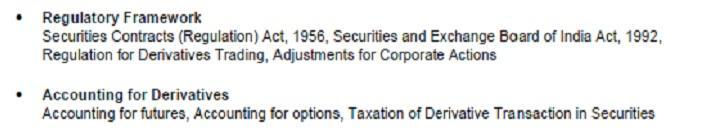 • Regulatory Framework
Securities Contracts (Regulation) Act, 1956, Securities and Exchange Board of India Act, 1992,
Regulation for Derivatives Trading, Adjustments for Corporate Actions
• Accounting for Derivatives
Accounting for futures, Accounting for options, Taxation of Derivative Transaction in Securities